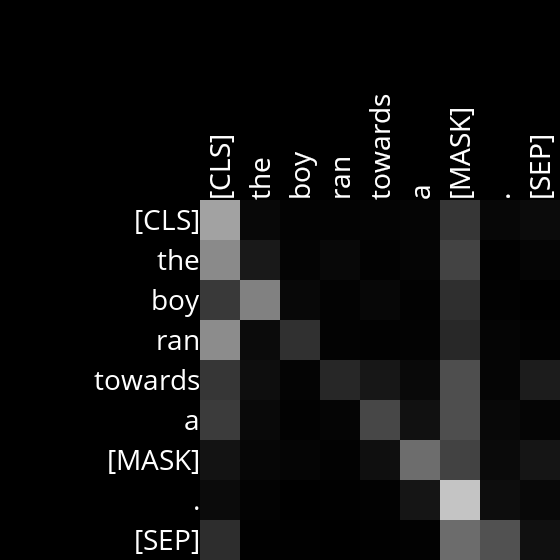 [CLS] the boy ran towards a [MASK] . [SEP]
[CLS]
the
boy
ran
towards
a
[MASK]
.
[SEP]